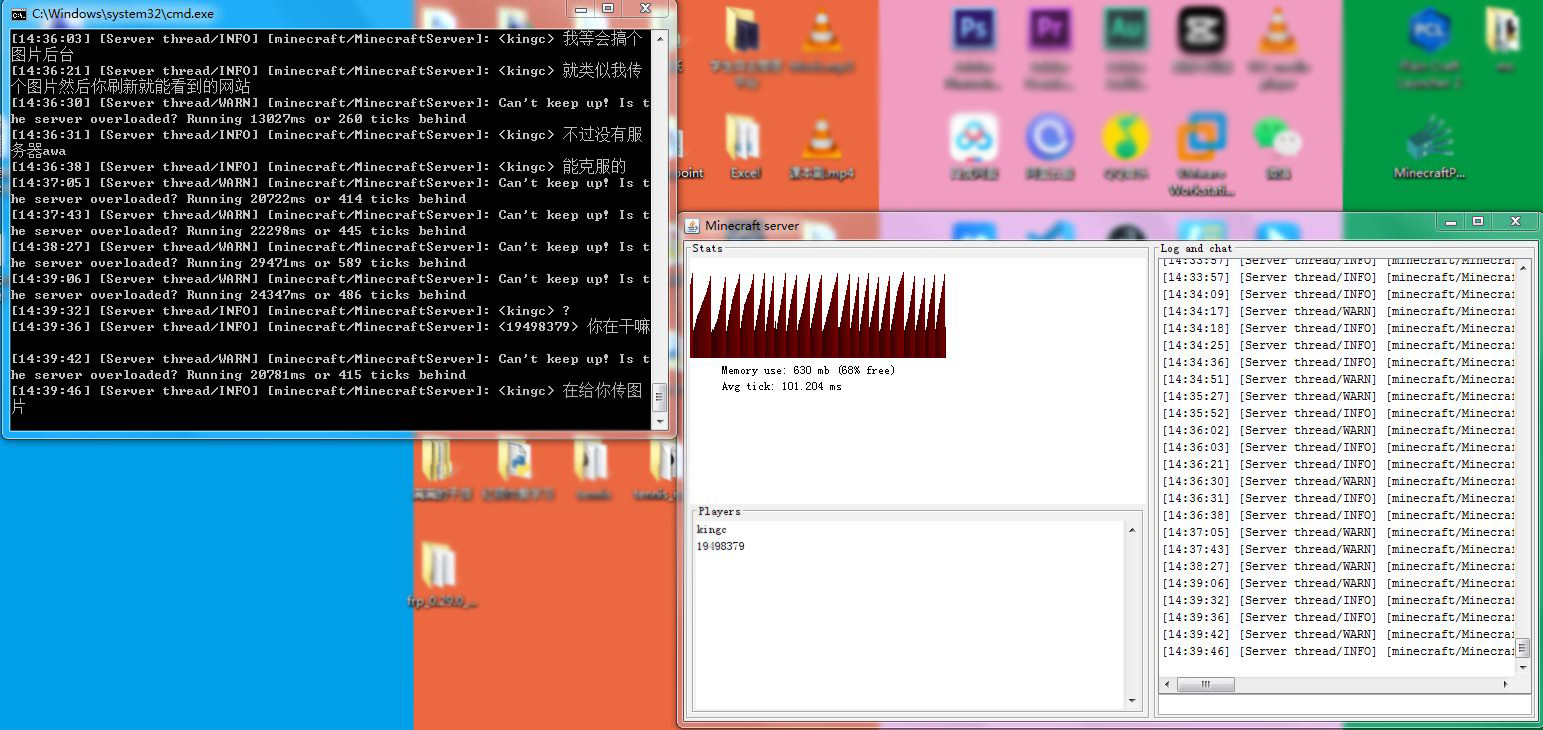 C:\Windows\system32\cmd.exe
[14:36:03] [Server thread/INFO] [minecraft/MinecraftServer]: <kingc> 我等会搞个
图片后台
[14:36:21] [Server thread/INFO] [minecraft/MinecraftServer]: <kingc> 就类似我传
个图片然后你刷新就能看到的网站
[14:36:30] [Server thread/WARN] [minecraft/MinecraftServer]: Can't keep up! Is t
he server overloaded? Running 13027ms or 260 ticks behind
[14:36:31] [Server thread/INFO] [minecraft/MinecraftServer]: <kingc> 不过没有服
务器awa
[14:36:38] [Server thread/INFO] [minecraft/MinecraftServer]: <kingc> 能克服的
[14:37:05] [Server thread/WARN] [minecraft/MinecraftServer]: Can't keep up! Is t
he server overloaded? Running 20722ms or 414 ticks behind
[14:37:43] [Server thread/WARN] [minecraft/MinecraftServer]: Can't keep up! Is t
he server overloaded? Running 22298ms or 445 ticks behind
[14:38:27] [Server thread/WARN] [minecraft/MinecraftServer]: Can't keep up! Is t
he server overloaded? Running 29471ms or 589 ticks behind
[14:39:06] [Server thread/WARN] [minecraft/MinecraftServer]: Can't keep up! Is t
he server overloaded? Running 24347ms or 486 ticks behind
[14:39:32] [Server thread/INFO] [minecraft/MinecraftServer]: <kingc> ?
[14:39:36] [Server thread/INFO] [minecraft/MinecraftServer]: <19498379> 你在干嘛
[14:39:42] [Server thread/WARN] [minecraft/MinecraftServer]: Can't keep up! Is t
he server overloaded? Running 20781ms or 415 ticks behind
[14:39:46] [Server thread/INFO] [minecraft/MinecraftServer]: <kingc> 在给你传图
片
Ps
Pr
Au
PCL
point
Excel
课本剧.mp4
VMware
Workstati...
MinecraftP...
tennis
frp_0.29.0_...
Minecraft server
Stats
Memory use: 630 mb (68% free)
Avg tick: 101.204 ms
Players
kingc
19498379
Log and chat
[14:33:57] [Server thread/INFO] [minecraft/Minecra
[14:33:57] [Server thread/INFO] [minecraft/Minecra
[14:34:09] [Server thread/INFO] [minecraft/Minecra
[14:34:17] [Server thread/WARN] [minecraft/Minecra
[14:34:18] [Server thread/INFO] [minecraft/Minecra
[14:34:25] [Server thread/INFO] [minecraft/Minecra
[14:34:36] [Server thread/INFO] [minecraft/Minecra
[14:34:51] [Server thread/WARN] [minecraft/Minecra
[14:35:27] [Server thread/WARN] [minecraft/Minecra
[14:35:52] [Server thread/INFO] [minecraft/Minecra
[14:36:02] [Server thread/WARN] [minecraft/Minecra
[14:36:03] [Server thread/INFO] [minecraft/Minecra
[14:36:21] [Server thread/INFO] [minecraft/Minecra
[14:36:30] [Server thread/WARN] [minecraft/Minecra
[14:36:31] [Server thread/INFO] [minecraft/Minecra
[14:36:38] [Server thread/INFO] [minecraft/Minecra
[14:37:05] [Server thread/WARN] [minecraft/Minecra
[14:37:43] [Server thread/WARN] [minecraft/Minecra
[14:38:27] [Server thread/WARN] [minecraft/Minecra
[14:39:06] [Server thread/WARN] [minecraft/Minecra
[14:39:32] [Server thread/INFO] [minecraft/Minecra
[14:39:36] [Server thread/INFO] [minecraft/Minecra
[14:39:42] [Server thread/WARN] [minecraft/Minecra
[14:39:46] [Server thread/INFO] [minecraft/Minecra